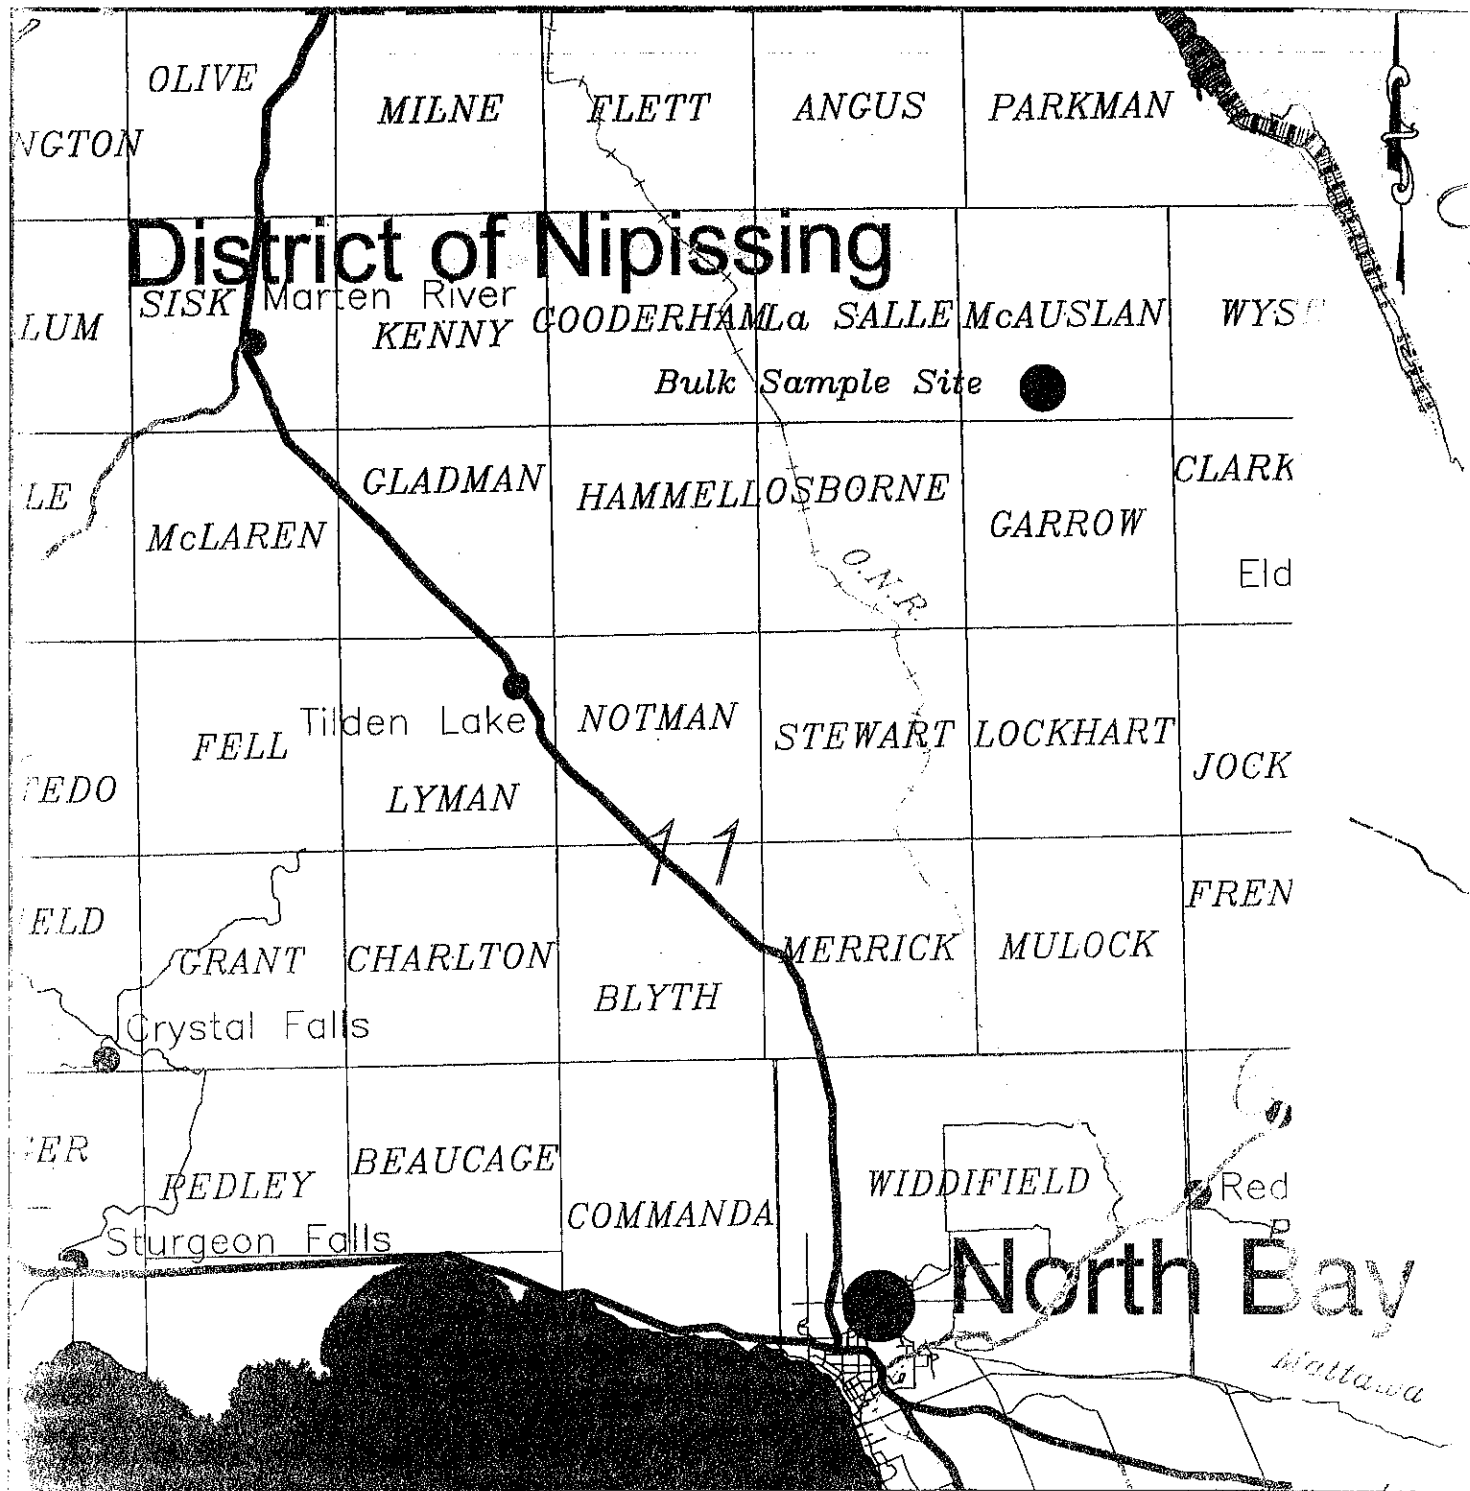 OLIVE
MILNE
FLETT
ANGUS
PARKMAN
NGTON
District of Nipissing
SISK
Marten River
LUM
KENNY
GOODERHAM
La SALLE
McAUSLAN
WYS
Bulk Sample Site
LE
GLADMAN
HAMMELL
OSBORNE
CLARK
McLAREN
GARROW
O.N.R.
Eld
FELL
Tilden Lake
NOTMAN
STEWART
LOCKHART
JOCK
EDO
LYMAN
11
FREN
ELD
GRANT
CHARLTON
MERRICK
MULOCK
BLYTH
Crystal Falls
ER
PEDLEY
BEAUCAGE
WIDDIFIELD
Red
COMMANDA
Sturgeon Falls
North Bay
Mattawa